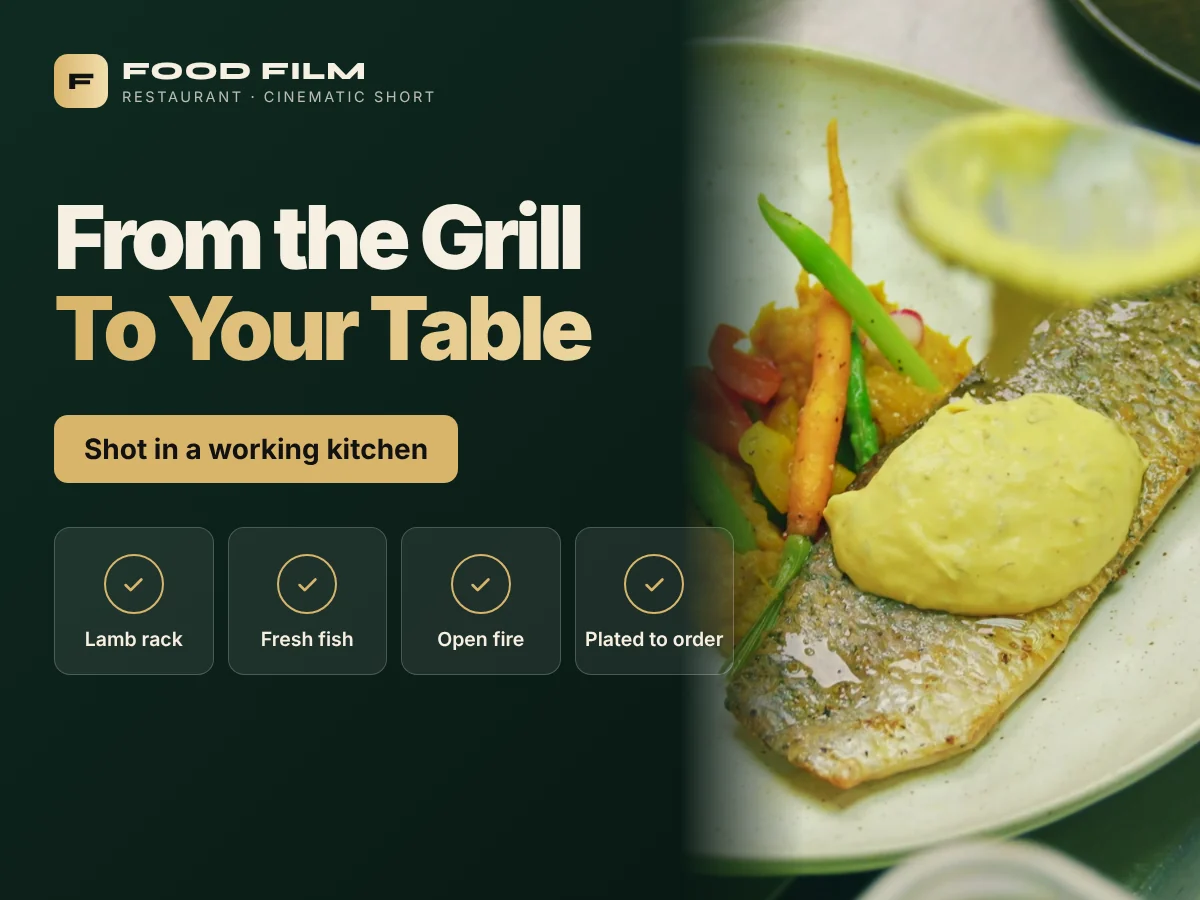 F
FOOD FILM
RESTAURANT · CINEMATIC SHORT
From the Grill
To Your Table
Shot in a working kitchen
Lamb rack
Fresh fish
Open fire
Plated to order